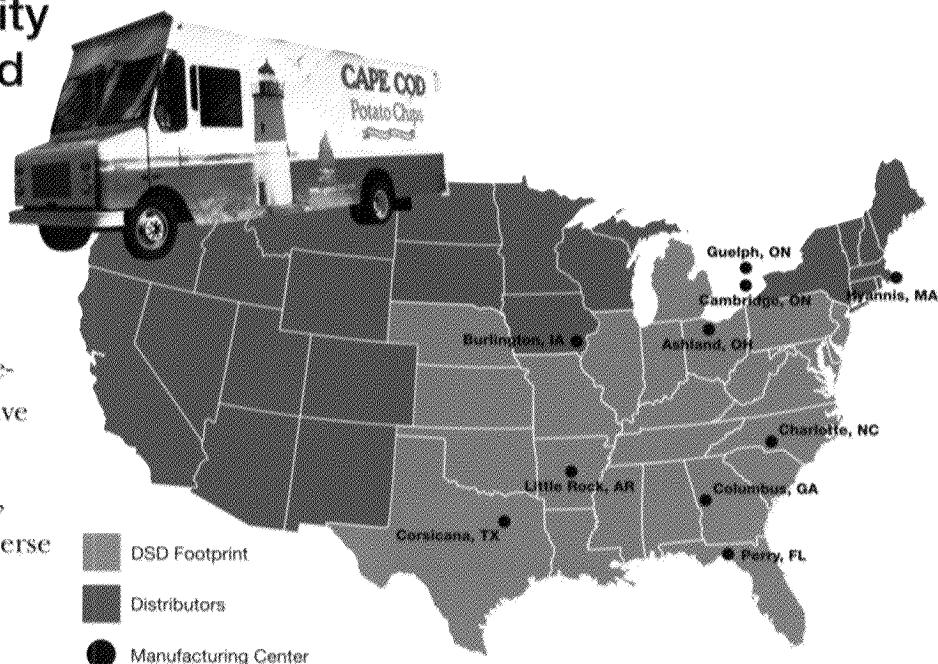 ity
d
CAPE COD
Potato Chips
Guelph, ON
Cambridge, ON
Hyannis, MA
Burlington, IA
Ashland, OH
ve
Charlotte, NC
Little Rock, AR
Columbus, GA
Corsicana, TX
erse
Perry, FL
DSD Footprint
Distributors
Manufacturing Center